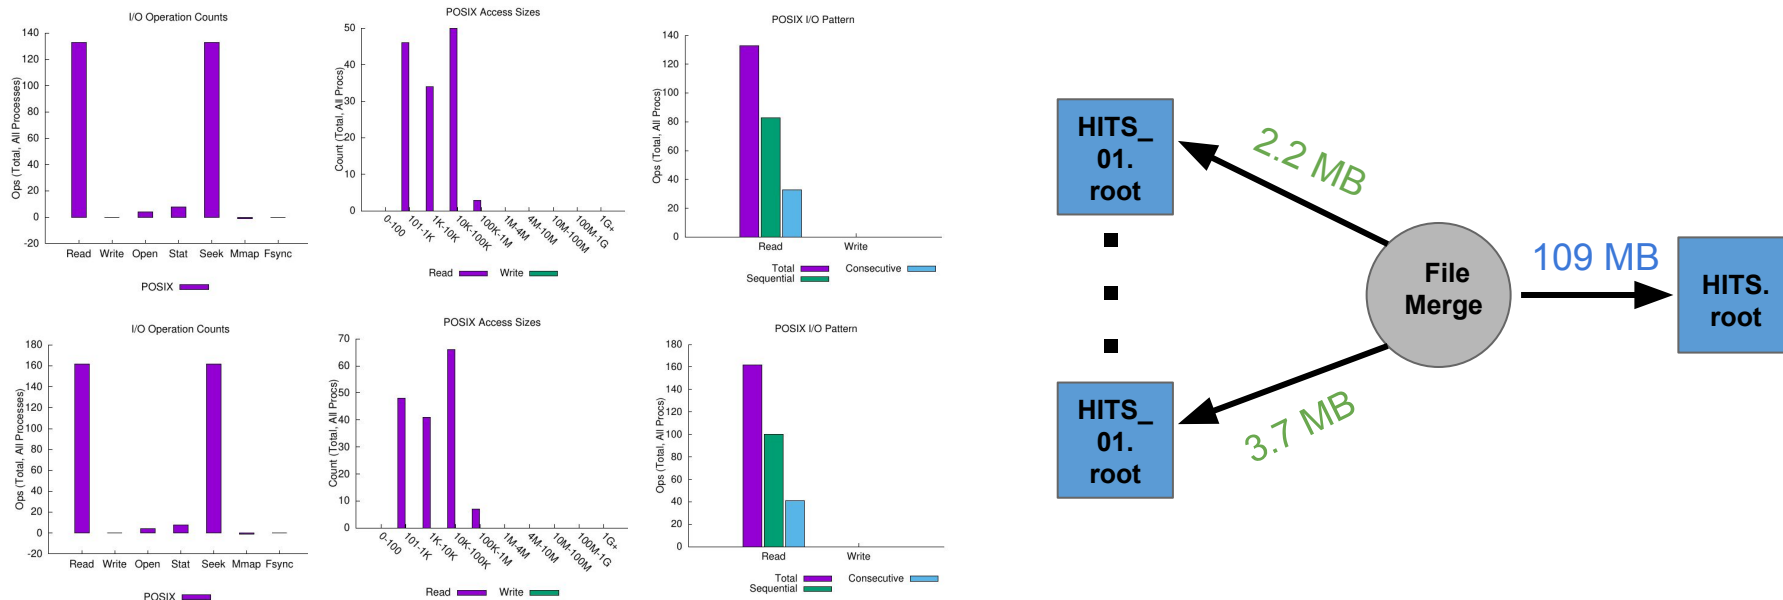 I/O Operation Counts
140
120
100
80
60
40
20
0
-20
Ops (Total, All Processes)
Read Write Open Stat Seek Mmap Fsync
POSIX
POSIX Access Sizes
50
40
30
20
10
0
Count (Total, All Procs)
0-100
101-1K
1K-10K
10K-100K
100K-1M
1M-4M
4M-10M
10M-100M
100M-1G
1G+
Read Write
POSIX I/O Pattern
140
120
100
80
60
40
20
0
Ops (Total, All Procs)
Read Write
Total Consecutive
Sequential
I/O Operation Counts
180
160
140
120
100
80
60
40
20
0
-20
Ops (Total, All Processes)
Read Write Open Stat Seek Mmap Fsync
POSIX
POSIX Access Sizes
70
60
50
40
30
20
10
0
Count (Total, All Procs)
0-100
101-1K
1K-10K
10K-100K
100K-1M
1M-4M
4M-10M
10M-100M
100M-1G
1G+
Read Write
POSIX I/O Pattern
180
160
140
120
100
80
60
40
20
0
Ops (Total, All Procs)
Read Write
Total Consecutive
Sequential
HITS_
01.
root
2.2 MB
File
Merge
109 MB
HITS.
root
HITS_
01.
root
3.7 MB